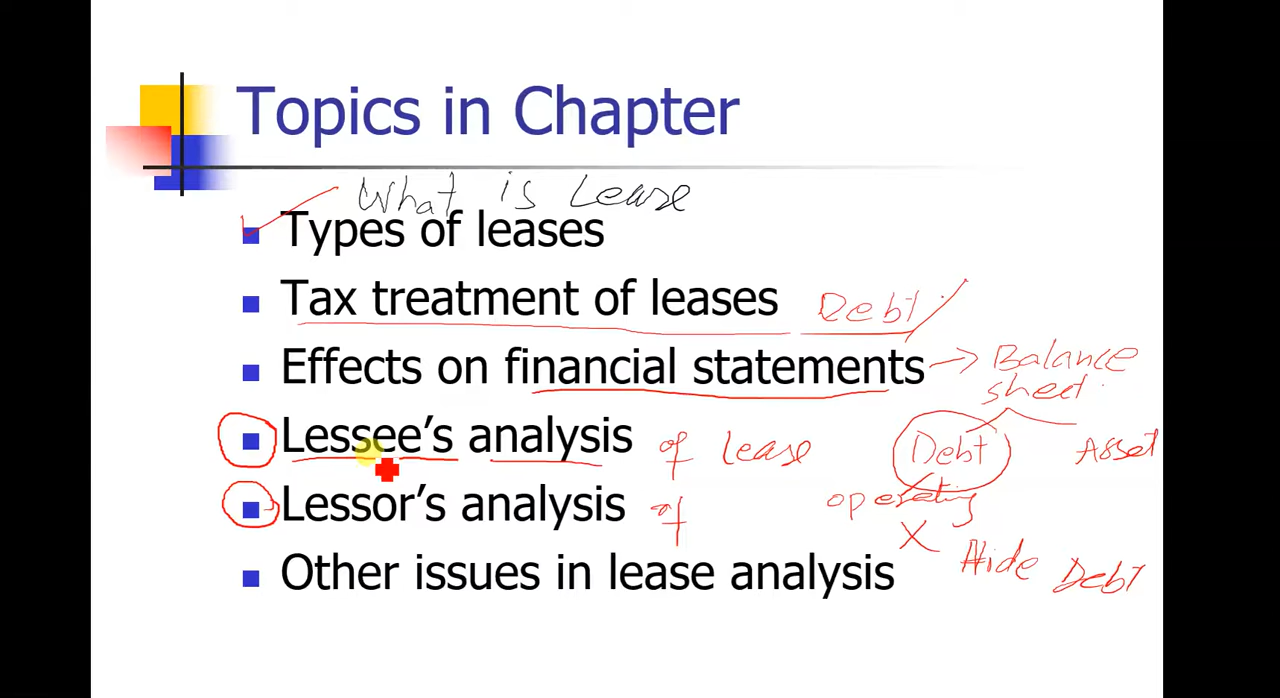 Topics in Chapter
What is Lease
Types of leases
Tax treatment of leases Debt
Effects on financial statements Balance
sheet
Lessee's analysis of lease Debt Asset
Lessor's analysis of operating
Hide Debt
Other issues in lease analysis